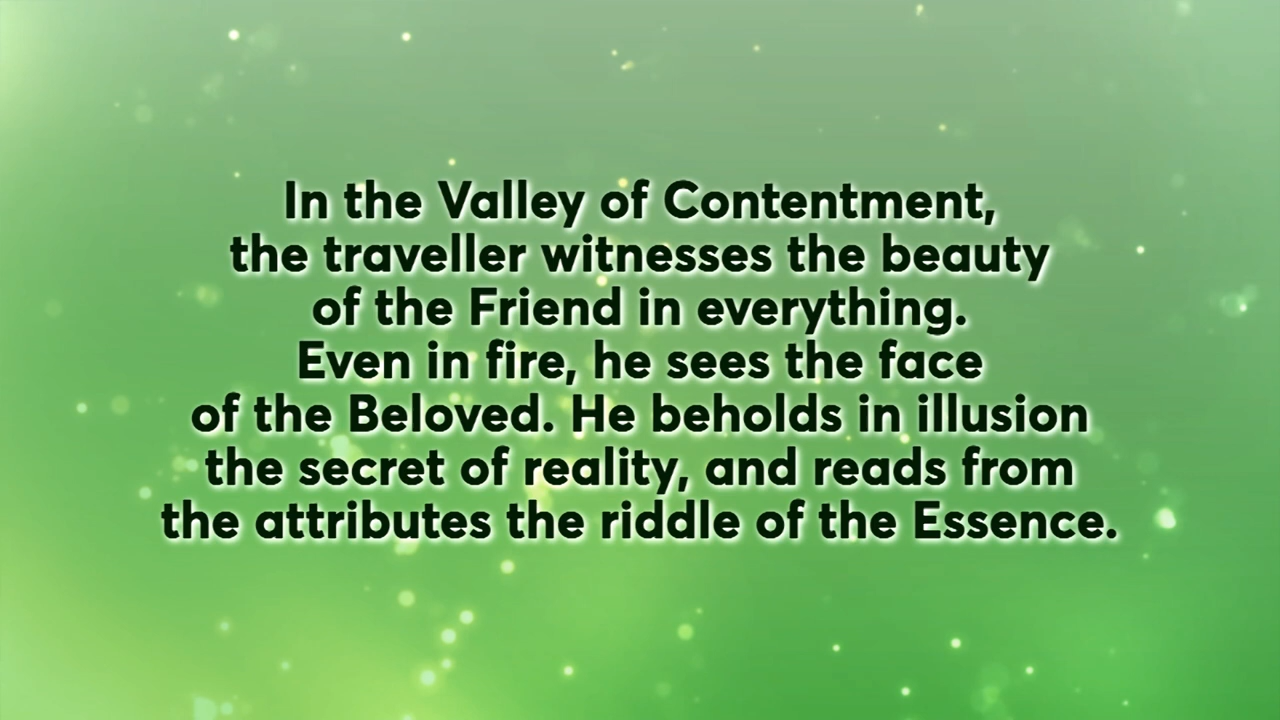 In the Valley of Contentment,
the traveller witnesses the beauty
of the Friend in everything.
Even in fire, he sees the face
of the Beloved. He beholds in illusion
the secret of reality, and reads from
the attributes the riddle of the Essence.